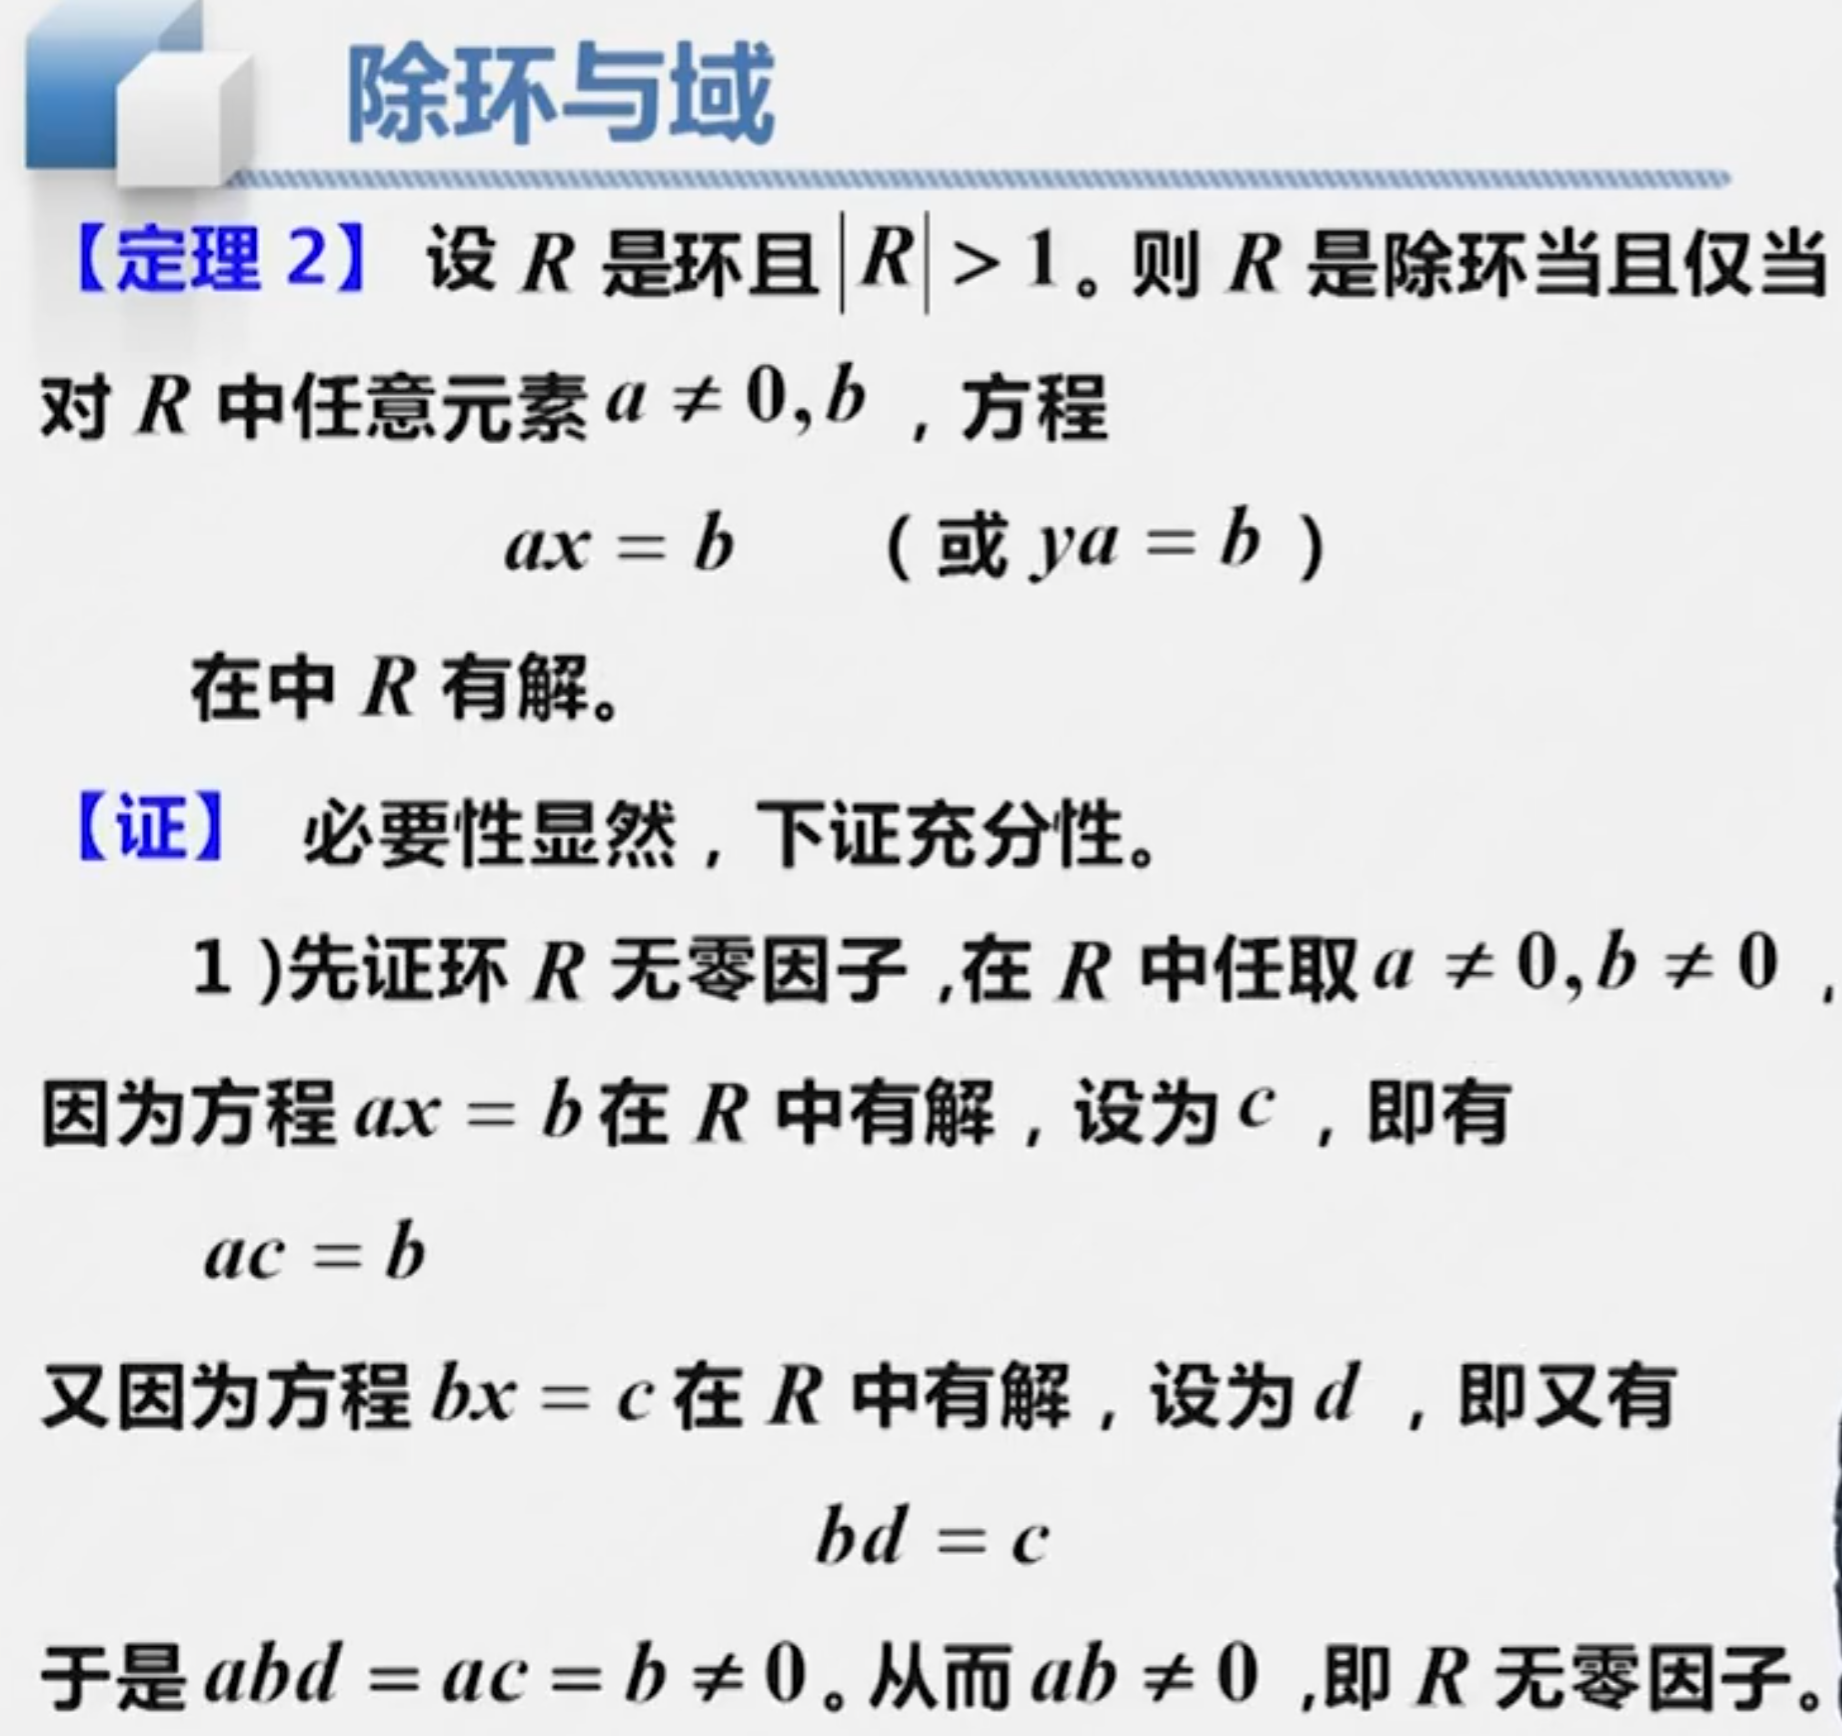 除环与域
【定理 2】 设 R 是环且|R| > 1。则 R 是除环当且仅当
对 R 中任意元素 a ≠ 0, b ，方程
ax = b （或 ya = b ）
在中 R 有解。
【证】 必要性显然，下证充分性。
1 )先证环 R 无零因子 ,在 R 中任取 a ≠ 0, b ≠ 0 ，
因为方程 ax = b 在 R 中有解，设为 c ，即有
ac = b
又因为方程 bx = c 在 R 中有解，设为 d ，即又有
bd = c
于是 abd = ac = b ≠ 0。从而 ab ≠ 0 ,即 R 无零因子。